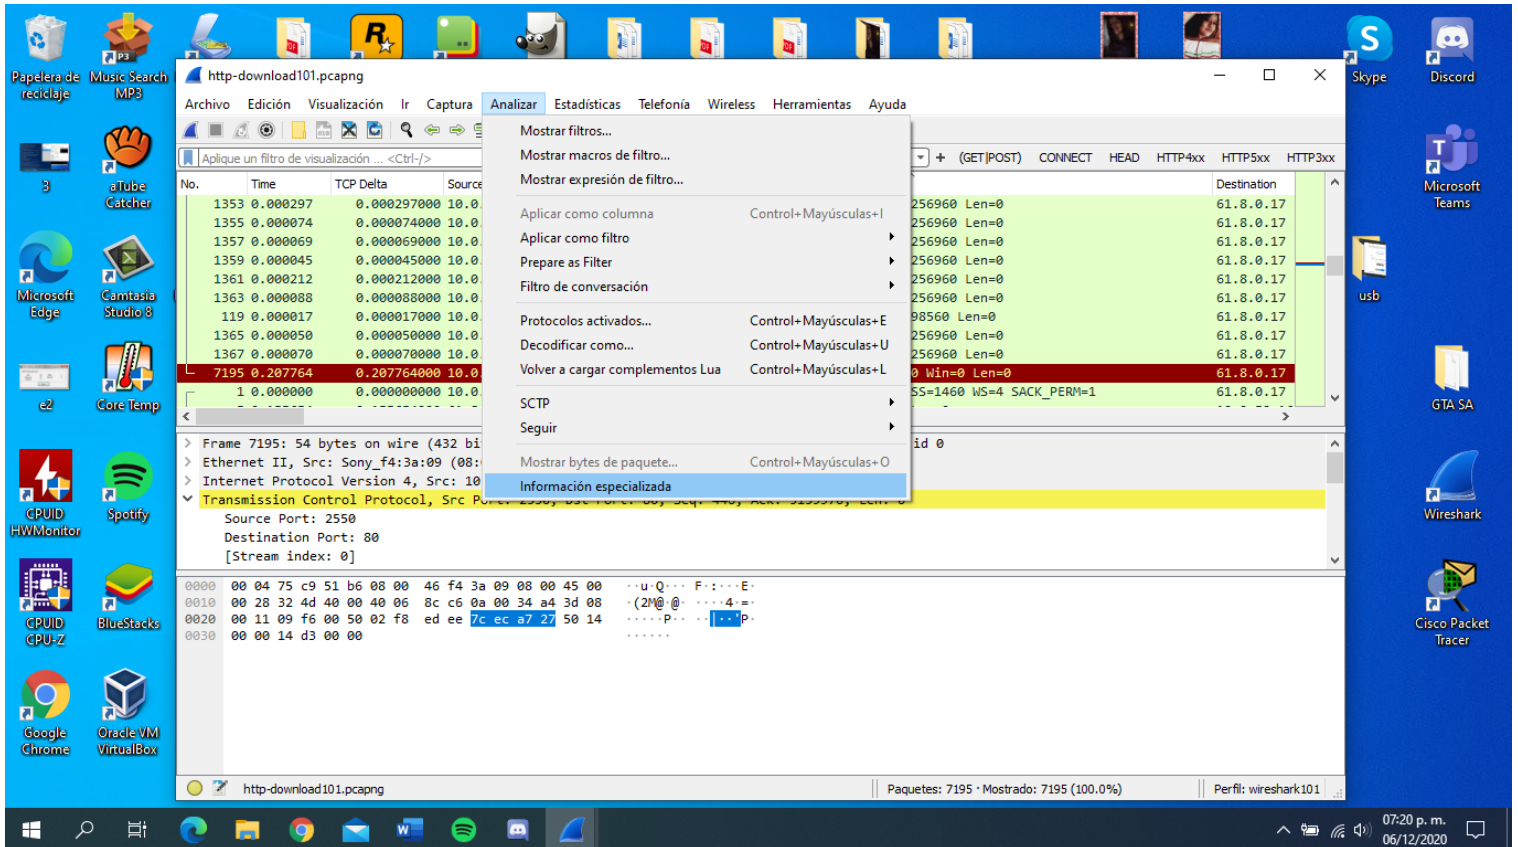 Papelera de reciclaje
Music Search MP3
Skype
Discord
http-download101.pcapng
Archivo Edición Visualización Ir Captura Analizar Estadísticas Telefonía Wireless Herramientas Ayuda
Aplique un filtro de visualización ... <Ctrl-/>
+ (GET|POST) CONNECT HEAD HTTP4xx HTTP5xx HTTP3xx
Mostrar filtros...
Mostrar macros de filtro...
Mostrar expresión de filtro...
Aplicar como columna Control+Mayúsculas+I
Aplicar como filtro
Prepare as Filter
Filtro de conversación
Protocolos activados... Control+Mayúsculas+E
Decodificar como... Control+Mayúsculas+U
Volver a cargar complementos Lua Control+Mayúsculas+L
SCTP
Seguir
Mostrar bytes de paquete... Control+Mayúsculas+O
Información especializada
No. Time TCP Delta Source Destination
1353 0.000297 0.000297000 10.0 256960 Len=0 61.8.0.17
1355 0.000074 0.000074000 10.0 256960 Len=0 61.8.0.17
1357 0.000069 0.000069000 10.0 256960 Len=0 61.8.0.17
1359 0.000045 0.000045000 10.0 256960 Len=0 61.8.0.17
1361 0.000212 0.000212000 10.0 256960 Len=0 61.8.0.17
1363 0.000088 0.000088000 10.0 256960 Len=0 61.8.0.17
119 0.000017 0.000017000 10.0 98560 Len=0 61.8.0.17
1365 0.000050 0.000050000 10.0 256960 Len=0 61.8.0.17
1367 0.000070 0.000070000 10.0 256960 Len=0 61.8.0.17
7195 0.207764 0.207764000 10.0 0 Win=0 Len=0 61.8.0.17
1 0.000000 0.000000000 10.0 SS=1460 WS=4 SACK_PERM=1 61.8.0.17
Frame 7195: 54 bytes on wire (432 bi id 0
Ethernet II, Src: Sony_f4:3a:09 (08:
Internet Protocol Version 4, Src: 10
Transmission Control Protocol, Src Port: 2550, Dst Port: 80, Seq: 446, Ack: 5139978, Len: 0
Source Port: 2550
Destination Port: 80
[Stream index: 0]
0000 00 04 75 c9 51 b6 08 00 46 f4 3a 09 08 00 45 00 ··u·Q··· F·:···E·
0010 00 28 32 4d 40 00 40 06 8c c6 0a 00 34 a4 3d 08 ·(2M@·@· ····4·=·
0020 00 11 09 f6 00 50 02 f8 ed ee 7c ec a7 27 50 14 ·····P·· ··|··'P·
0030 00 00 14 d3 00 00 ······
http-download101.pcapng Paquetes: 7195 · Mostrado: 7195 (100.0%) Perfil: wireshark101
3
aTube Catcher
Microsoft Teams
Microsoft Edge
Camtasia Studio 8
usb
e2
Core Temp
GTA SA
CPUID HWMonitor
Spotify
Wireshark
CPUID CPU-Z
BlueStacks
Cisco Packet Tracer
Google Chrome
Oracle VM VirtualBox
07:20 p. m.
06/12/2020